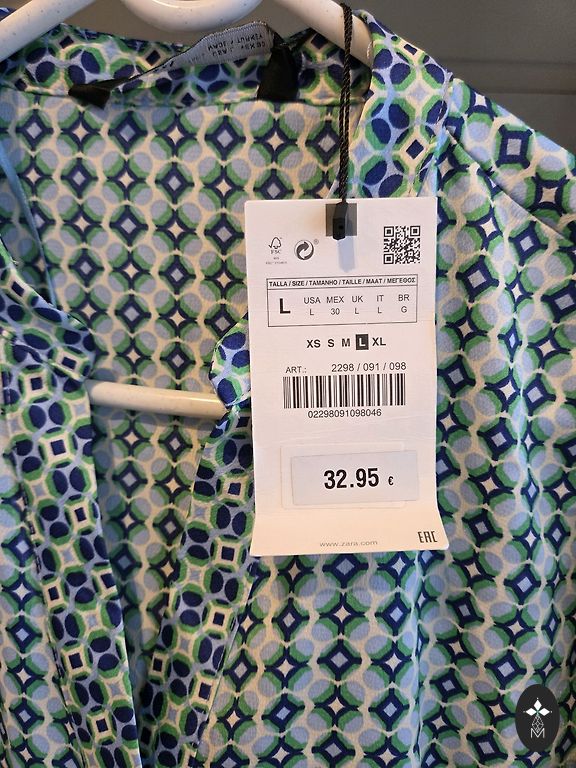 FSC
TALLA / SIZE / TAMANHO / TAILLE / MAAT / ΜΕΓΕΘΟΣ
L USA MEX UK IT BR
L 30 L L G
XS S M L XL
ART.: 2298 / 091 / 098
02298091098046
32.95 €
www.zara.com
EAC
M